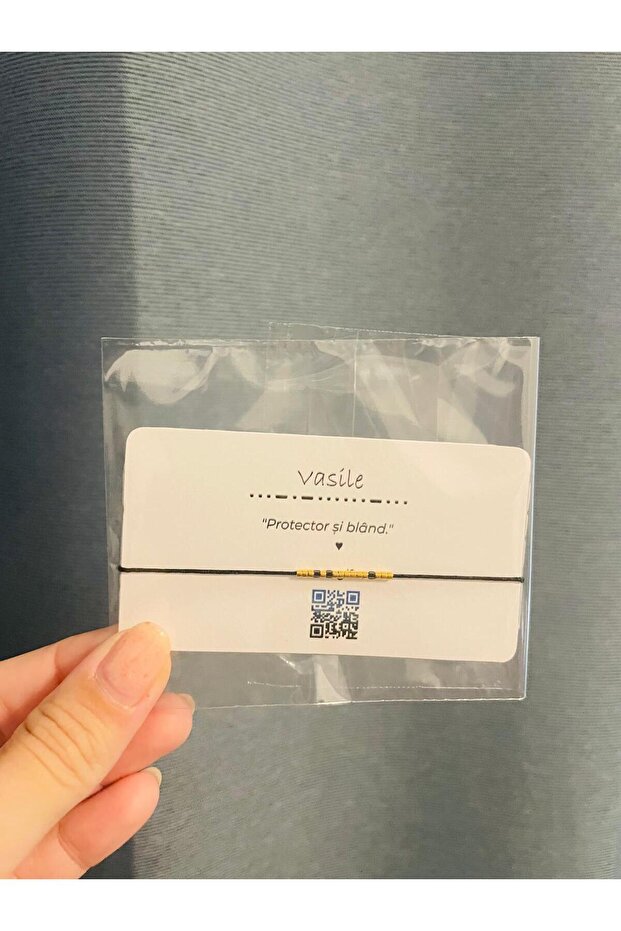 Vasile
"Protector și blând."
♥